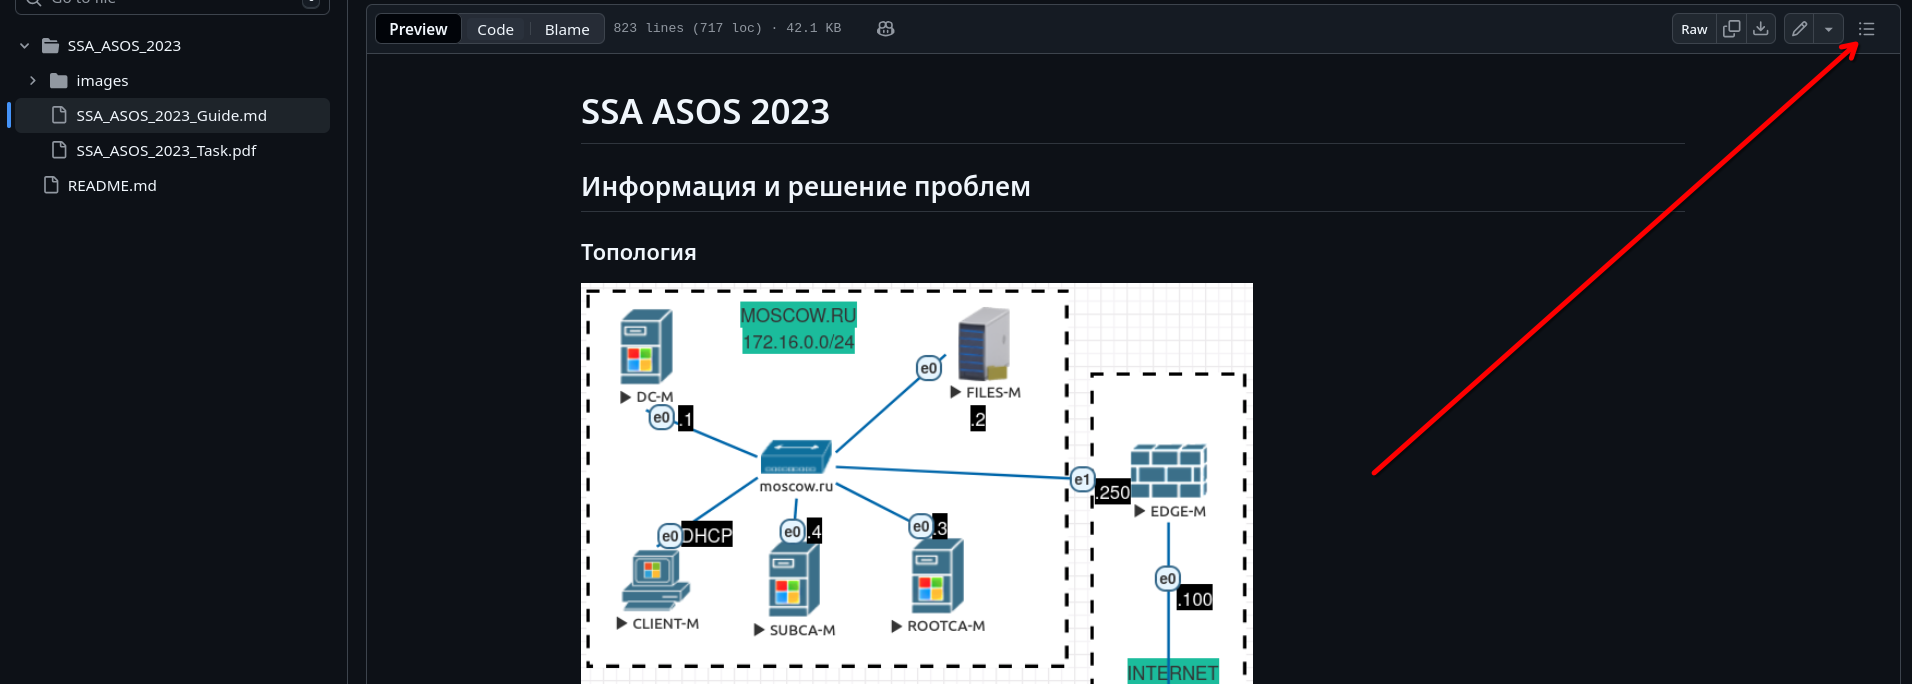 Go to file
SSA_ASOS_2023
images
SSA_ASOS_2023_Guide.md
SSA_ASOS_2023_Task.pdf
README.md
Preview Code Blame 823 lines (717 loc) · 42.1 KB Raw
SSA ASOS 2023
Информация и решение проблем
Топология
MOSCOW.RU
172.16.0.0/24
DC-M
e0 .1
e0
FILES-M
.2
moscow.ru
e1 .250
EDGE-M
e0 DHCP
e0 .4
e0 .3
CLIENT-M
SUBCA-M
ROOTCA-M
e0
.100
INTERNET